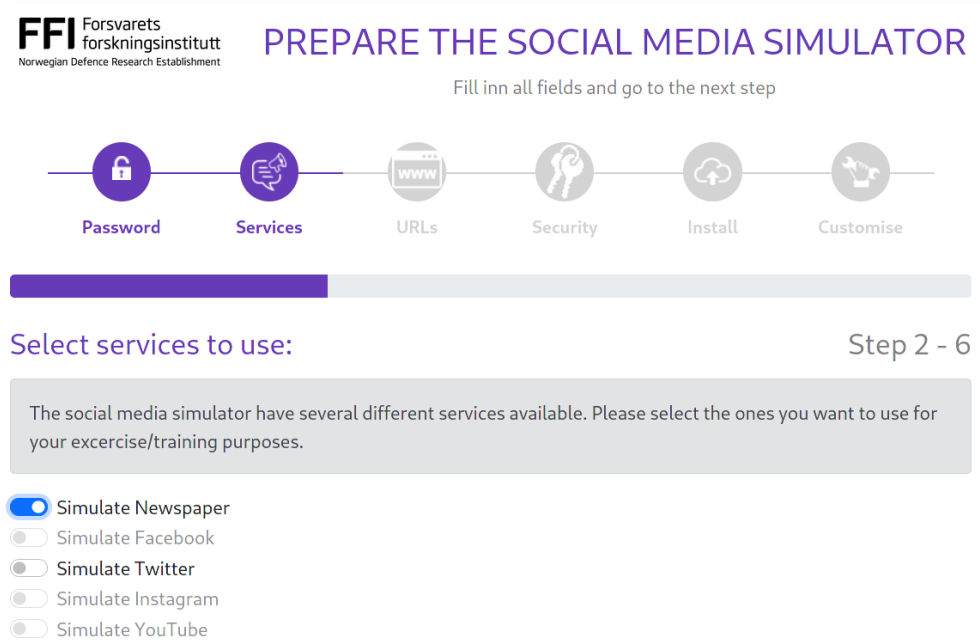 FFI Forsvarets
forskningsinstitutt
Norwegian Defence Research Establishment
PREPARE THE SOCIAL MEDIA SIMULATOR
Fill inn all fields and go to the next step
www
Password Services URLs Security Install Customise
Select services to use: Step 2 - 6
The social media simulator have several different services available. Please select the ones you want to use for
your excercise/training purposes.
Simulate Newspaper
Simulate Facebook
Simulate Twitter
Simulate Instagram
Simulate YouTube